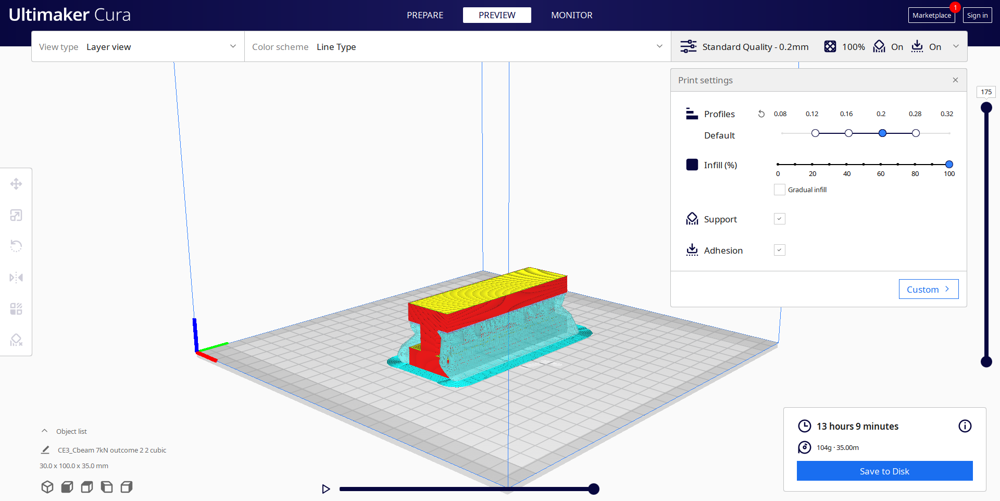 Ultimaker Cura
PREPARE PREVIEW MONITOR
Marketplace 1 Sign in
View type Layer view
Color scheme Line Type
Standard Quality - 0.2mm 100% On On
Print settings
175
Profiles 0.08 0.12 0.16 0.2 0.28 0.32
Default
Infill (%)
0 20 40 60 80 100
Gradual infill
Support
Adhesion
Custom
Object list
CE3_Cbeam 7kN outcome 2 2 cubic
30.0 x 100.0 x 35.0 mm
13 hours 9 minutes
104g · 35.00m
Save to Disk